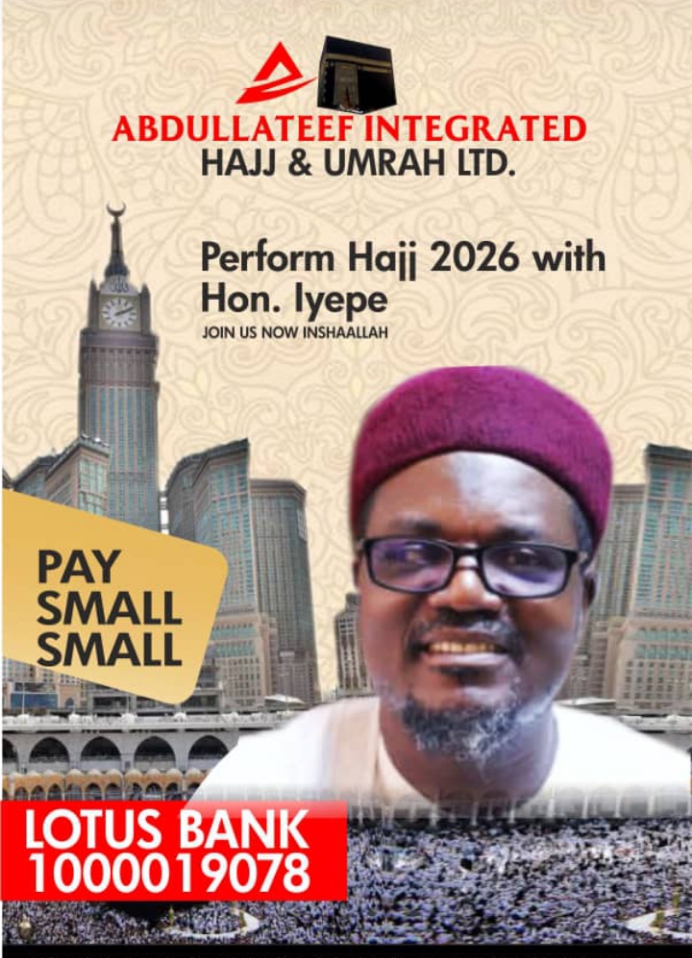 ABDULLATEEF INTEGRATED
HAJJ & UMRAH LTD.
Perform Hajj 2026 with
Hon. Iyepe
JOIN US NOW INSHAALLAH
PAY
SMALL
SMALL
LOTUS BANK
1000019078